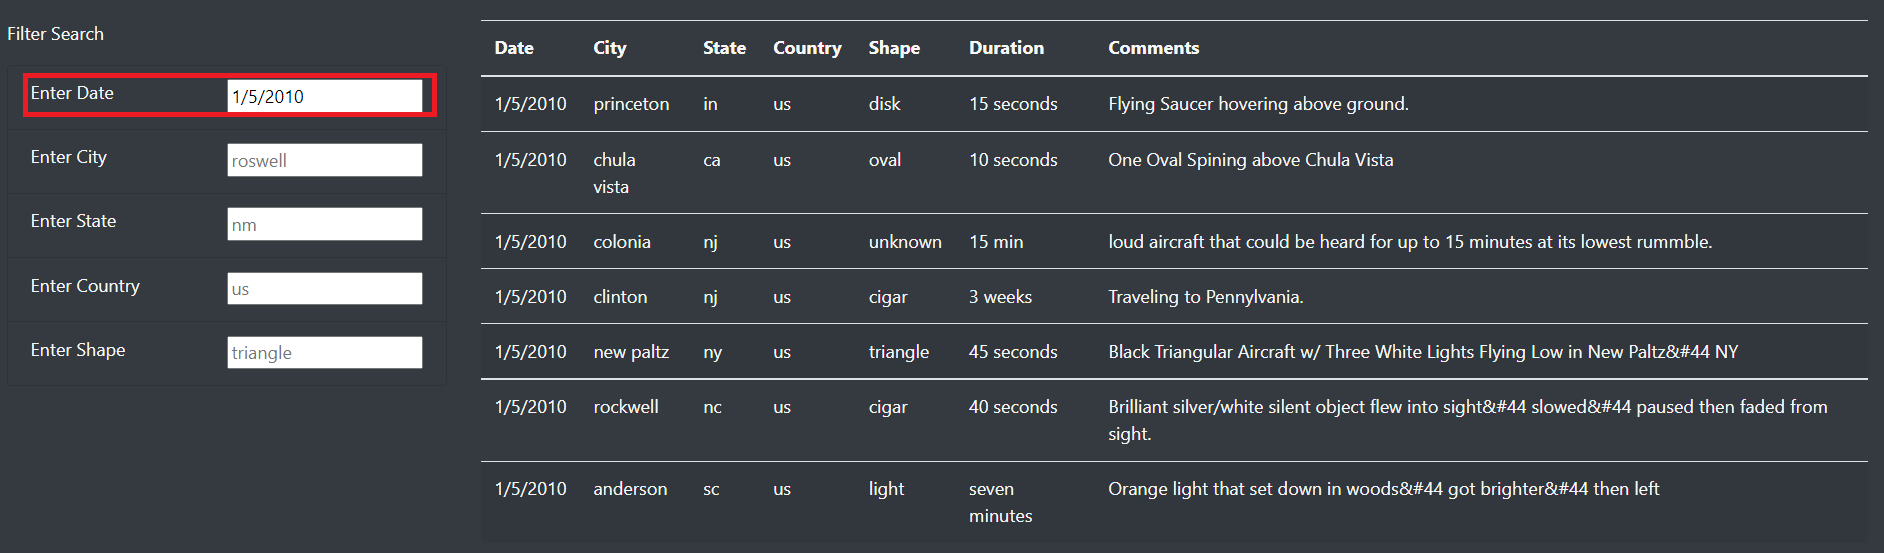 Filter Search
Enter Date 1/5/2010
Enter City roswell
Enter State nm
Enter Country us
Enter Shape triangle
Date City State Country Shape Duration Comments
1/5/2010 princeton in us disk 15 seconds Flying Saucer hovering above ground.
1/5/2010 chula ca us oval 10 seconds One Oval Spining above Chula Vista
vista
1/5/2010 colonia nj us unknown 15 min loud aircraft that could be heard for up to 15 minutes at its lowest rummble.
1/5/2010 clinton nj us cigar 3 weeks Traveling to Pennylvania.
1/5/2010 new paltz ny us triangle 45 seconds Black Triangular Aircraft w/ Three White Lights Flying Low in New Paltz&#44 NY
1/5/2010 rockwell nc us cigar 40 seconds Brilliant silver/white silent object flew into sight&#44 slowed&#44 paused then faded from
sight.
1/5/2010 anderson sc us light seven Orange light that set down in woods&#44 got brighter&#44 then left
minutes